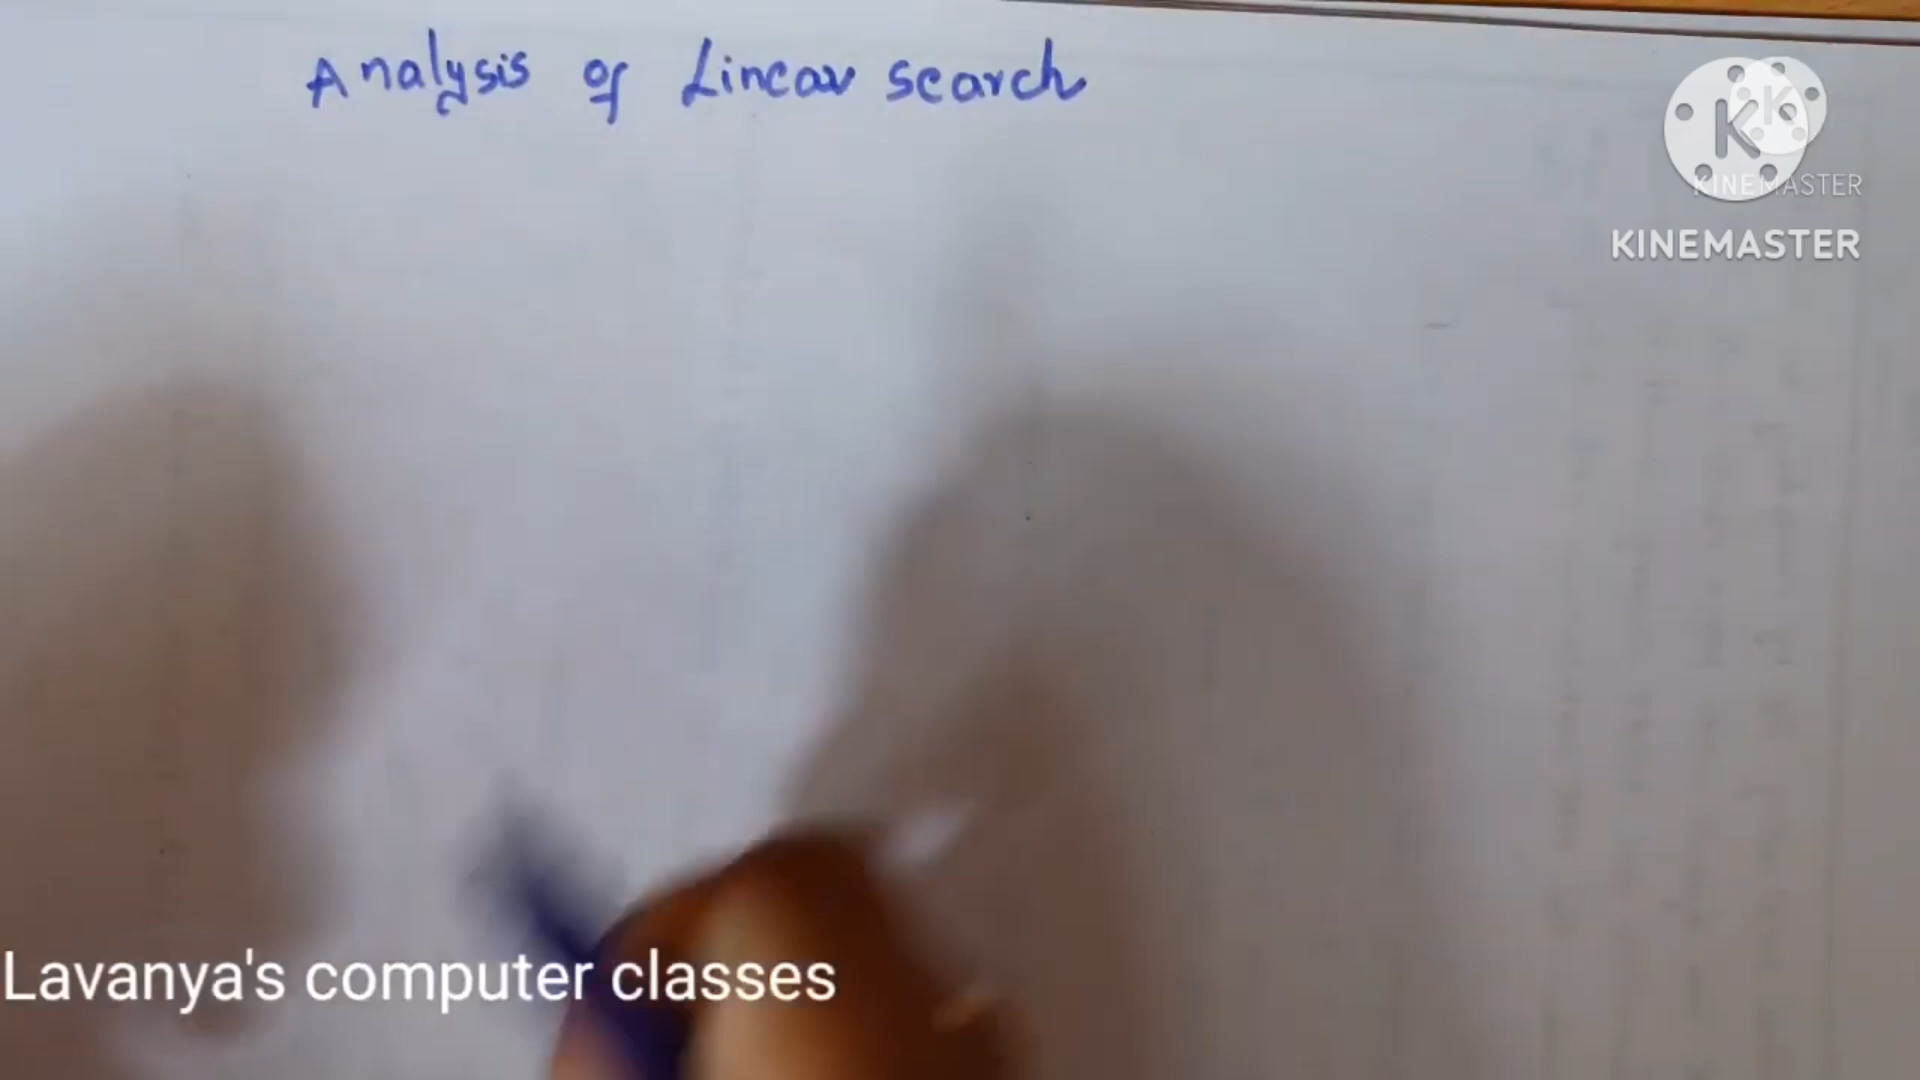 Analysis of Linear search
K K
KINEMASTER
KINEMASTER
Lavanya's computer classes